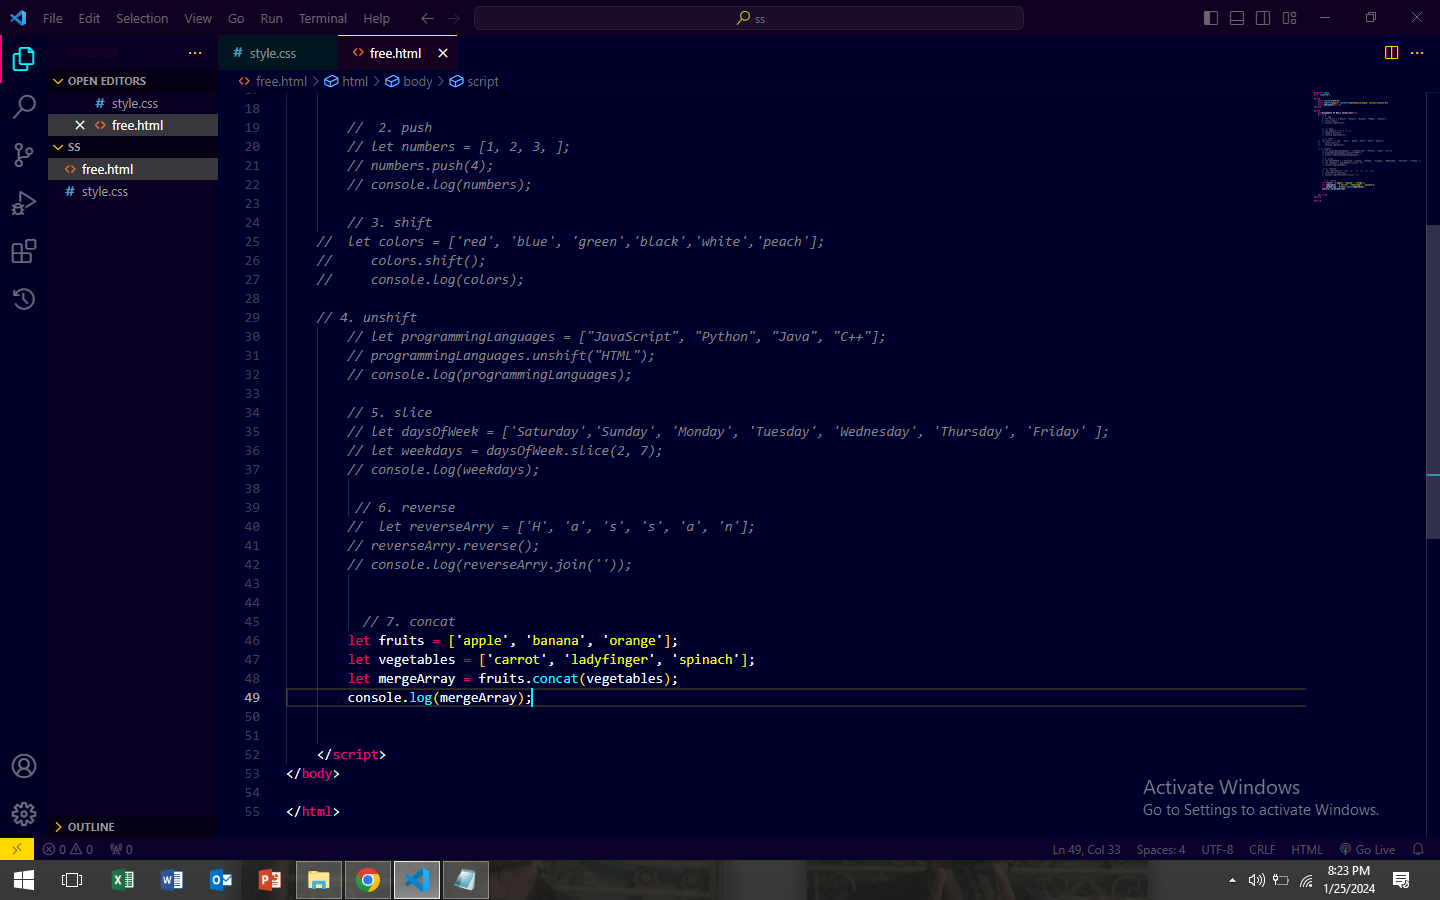 File Edit Selection View Go Run Terminal Help
ss
EXPLORER
OPEN EDITORS
style.css
free.html
SS
free.html
style.css
OUTLINE
# style.css
<> free.html
<> free.html > html > body > script
18
19 //  2. push
20 // let numbers = [1, 2, 3, ];
21 // numbers.push(4);
22 // console.log(numbers);
23
24 // 3. shift
25 //  let colors = ['red', 'blue', 'green','black','white','peach'];
26 //     colors.shift();
27 //     console.log(colors);
28
29 // 4. unshift
30 // let programmingLanguages = ["JavaScript", "Python", "Java", "C++"];
31 // programmingLanguages.unshift("HTML");
32 // console.log(programmingLanguages);
33
34 // 5. slice
35 // let daysOfWeek = ['Saturday','Sunday', 'Monday', 'Tuesday', 'Wednesday', 'Thursday', 'Friday' ];
36 // let weekdays = daysOfWeek.slice(2, 7);
37 // console.log(weekdays);
38
39 // 6. reverse
40 //  let reverseArry = ['H', 'a', 's', 's', 'a', 'n'];
41 // reverseArry.reverse();
42 // console.log(reverseArry.join(''));
43
44
45 // 7. concat
46 let fruits = ['apple', 'banana', 'orange'];
47 let vegetables = ['carrot', 'ladyfinger', 'spinach'];
48 let mergeArray = fruits.concat(vegetables);
49 console.log(mergeArray);
50
51
52 </script>
53 </body>
54
55 </html>
Activate Windows
Go to Settings to activate Windows.
0 0 0
Ln 49, Col 33 Spaces: 4 UTF-8 CRLF HTML Go Live
8:23 PM
1/25/2024